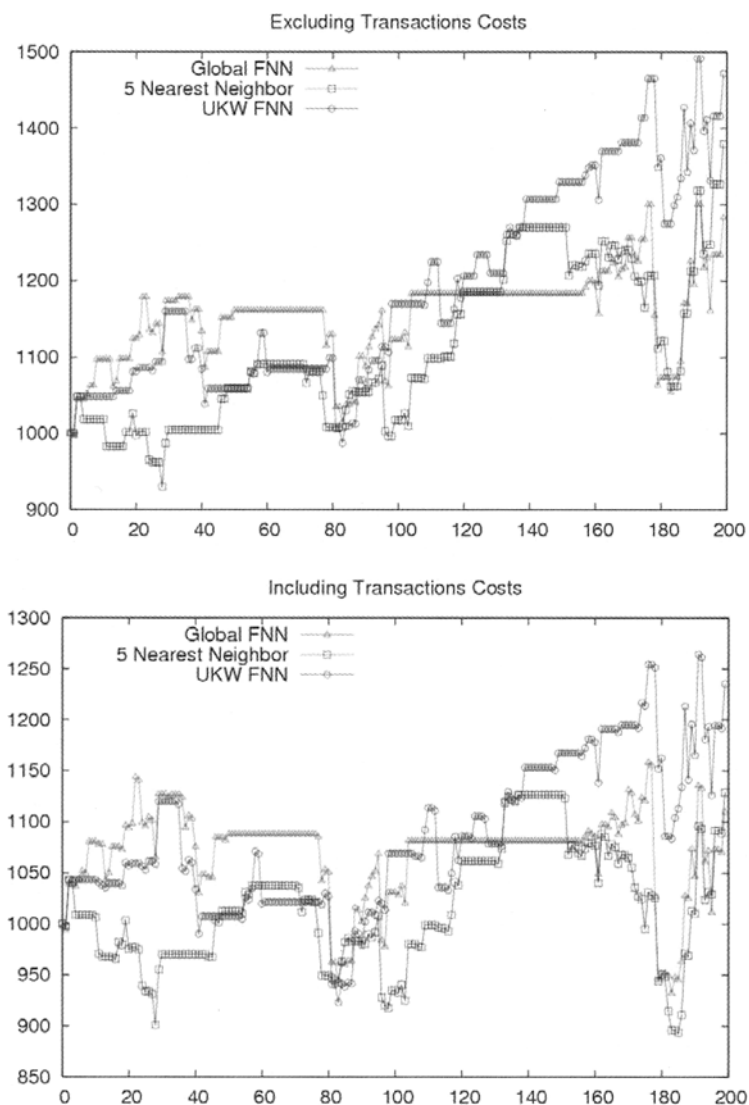 Excluding Transactions Costs
1500
1400
1300
1200
1100
1000
900
Global FNN
5 Nearest Neighbor
UKW FNN
0 20 40 60 80 100 120 140 160 180 200
Including Transactions Costs
1300
1250
1200
1150
1100
1050
1000
950
900
850
Global FNN
5 Nearest Neighbor
UKW FNN
0 20 40 60 80 100 120 140 160 180 200